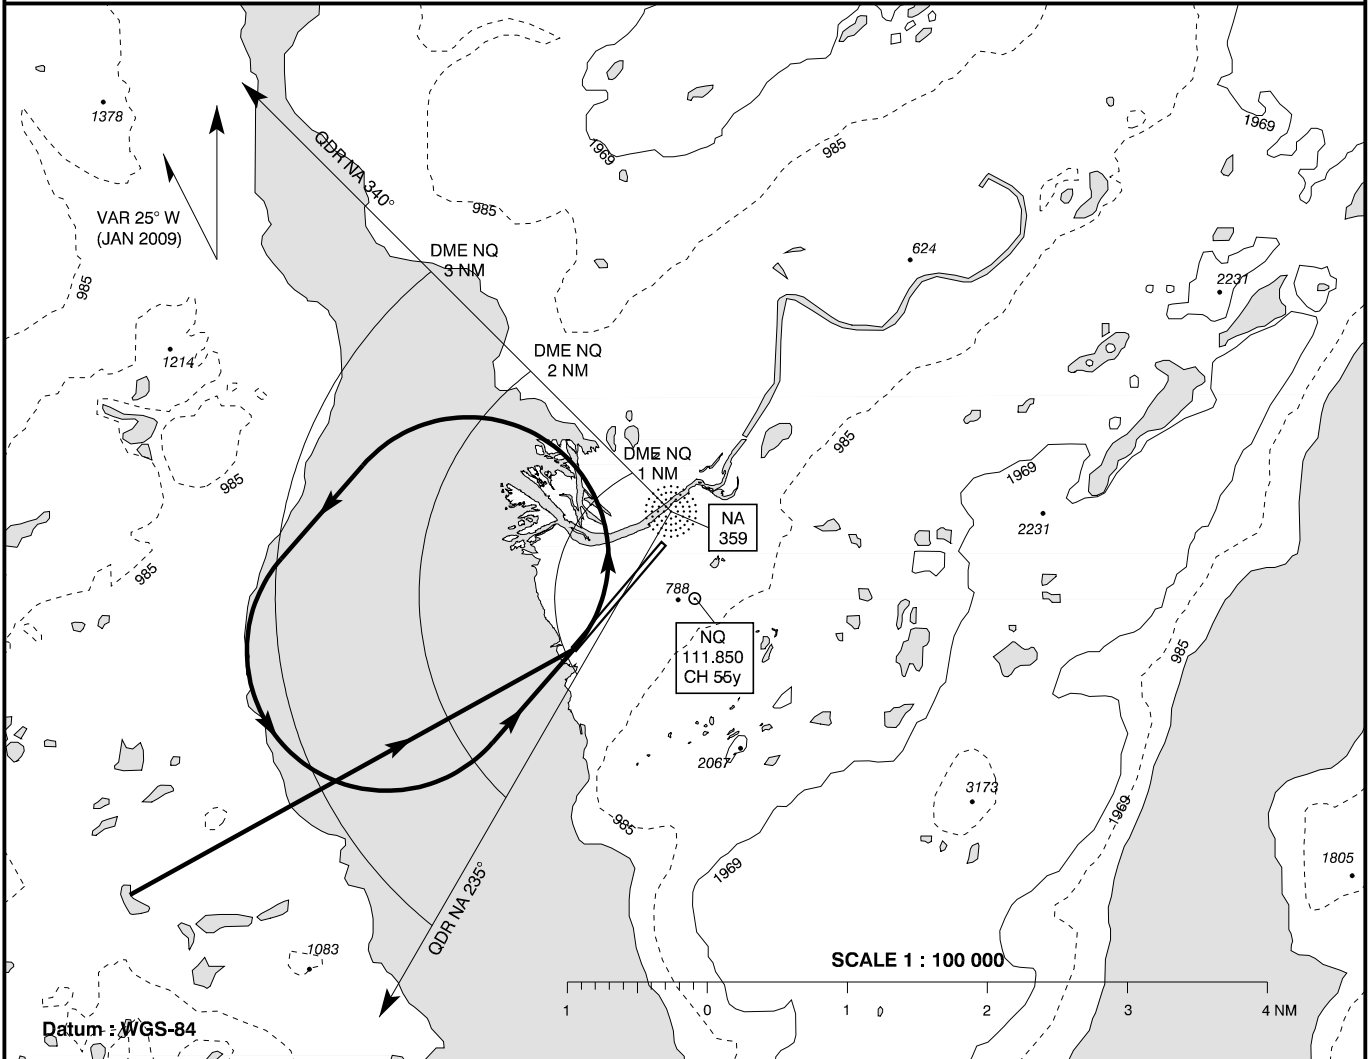 1378
1969
1969
985
QDR NA 340°
985
VAR 25° W
(JAN 2009)
DME NQ
3 NM
624
985
2231
1214
DME NQ
2 NM
985
DME NQ
1 NM
1969
985
NA
359
2231
985
788
NQ
111.850
CH 55y
985
2067
3173
985
1969
1969
1805
QDR NA 235°
1083
SCALE 1 : 100 000
1 0 1 2 3 4 NM
Datum : WGS-84